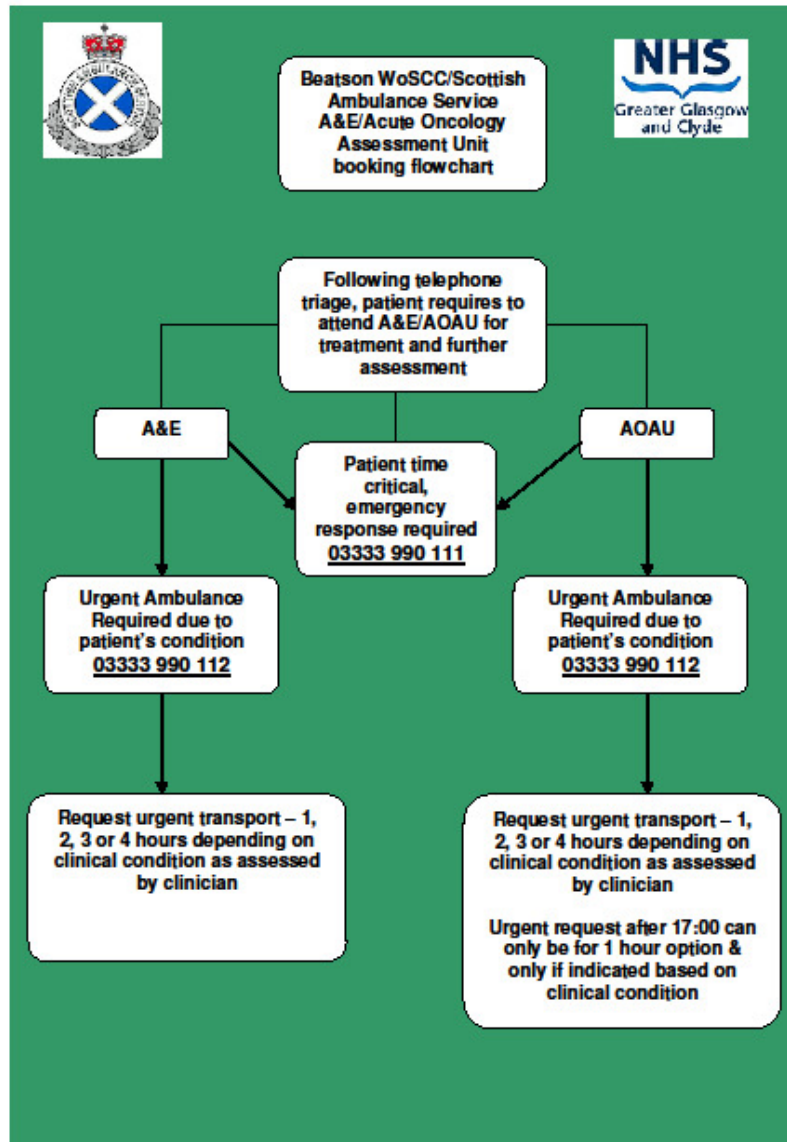 Beatson WoSCC/Scottish
Ambulance Service
A&E/Acute Oncology
Assessment Unit
booking flowchart
NHS
Greater Glasgow
and Clyde
Following telephone
triage, patient requires to
attend A&E/AOAU for
treatment and further
assessment
A&E
AOAU
Patient time
critical,
emergency
response required
03333 990 111
Urgent Ambulance
Required due to
patient's condition
03333 990 112
Urgent Ambulance
Required due to
patient's condition
03333 990 112
Request urgent transport – 1,
2, 3 or 4 hours depending on
clinical condition as assessed
by clinician
Request urgent transport – 1,
2, 3 or 4 hours depending on
clinical condition as assessed
by clinician
Urgent request after 17:00 can
only be for 1 hour option &
only if indicated based on
clinical condition